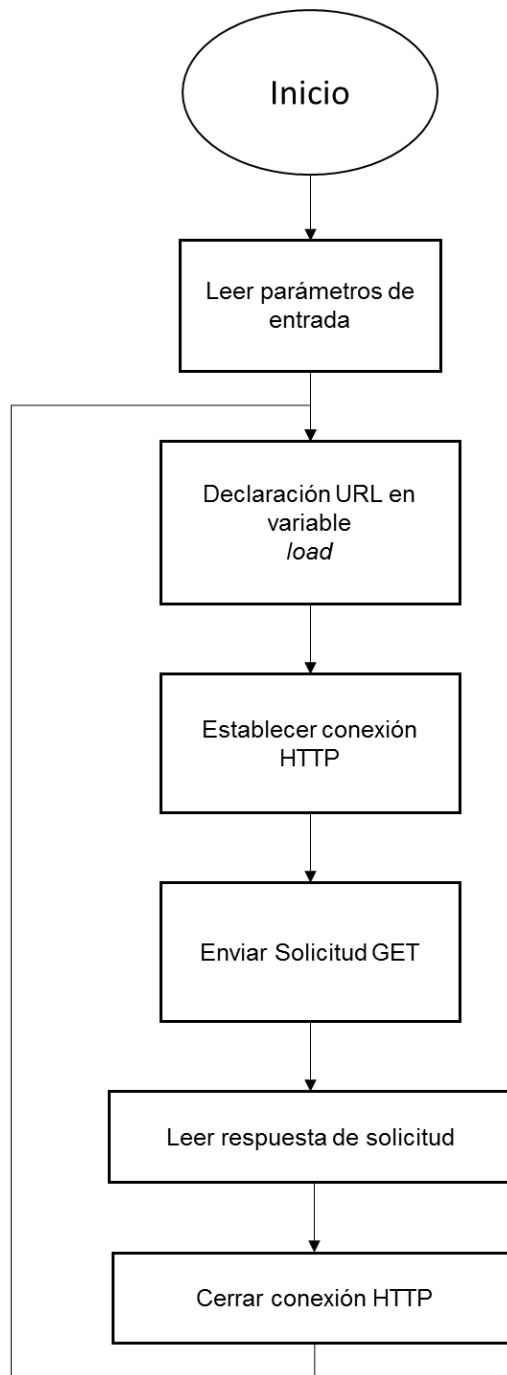 Inicio
Leer parámetros de
entrada
Declaración URL en
variable
load
Establecer conexión
HTTP
Enviar Solicitud GET
Leer respuesta de solicitud
Cerrar conexión HTTP